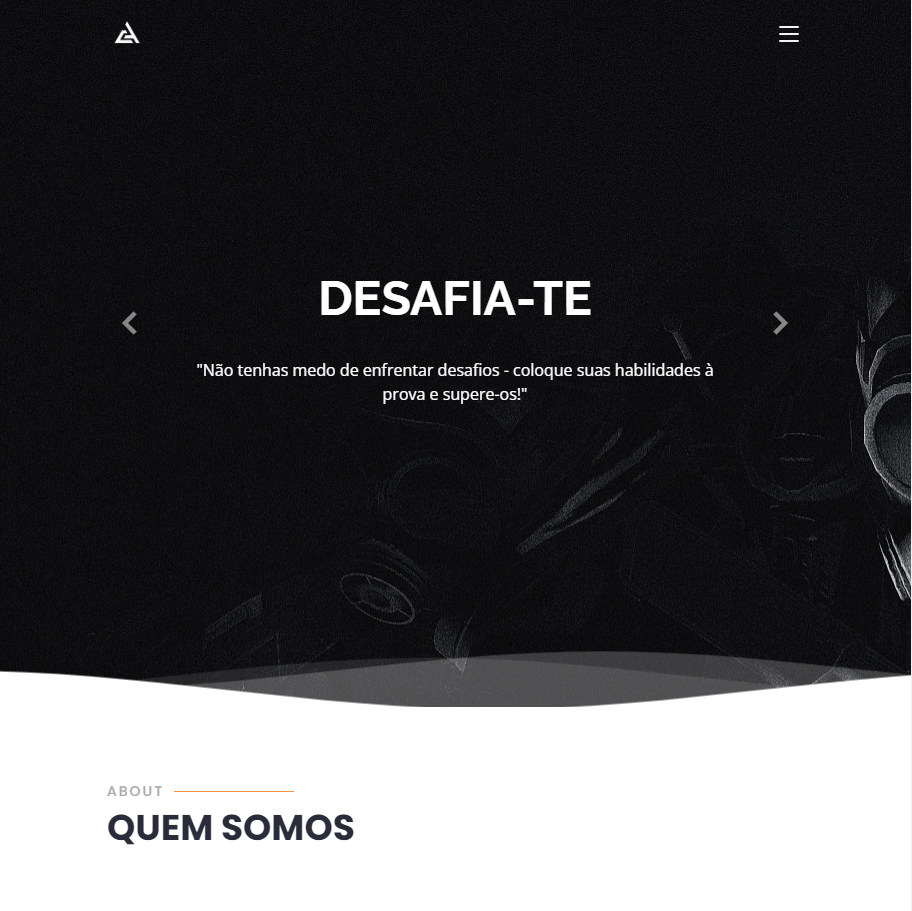 DESAFIA-TE
"Não tenhas medo de enfrentar desafios - coloque suas habilidades à
prova e supere-os!"
ABOUT
QUEM SOMOS